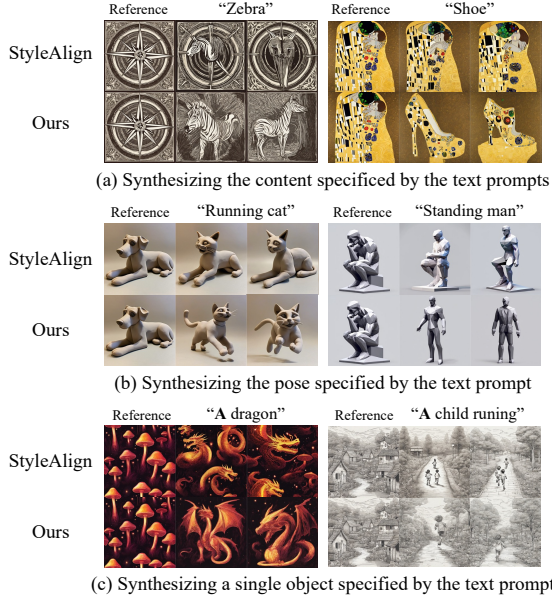 Reference “Zebra” Reference “Shoe”
StyleAlign
Ours
(a) Synthesizing the content specificed by the text prompts
Reference “Running cat” Reference “Standing man”
StyleAlign
Ours
(b) Synthesizing the pose specified by the text prompt
Reference “A dragon” Reference “A child runing”
StyleAlign
Ours
(c) Synthesizing a single object specified by the text prompt